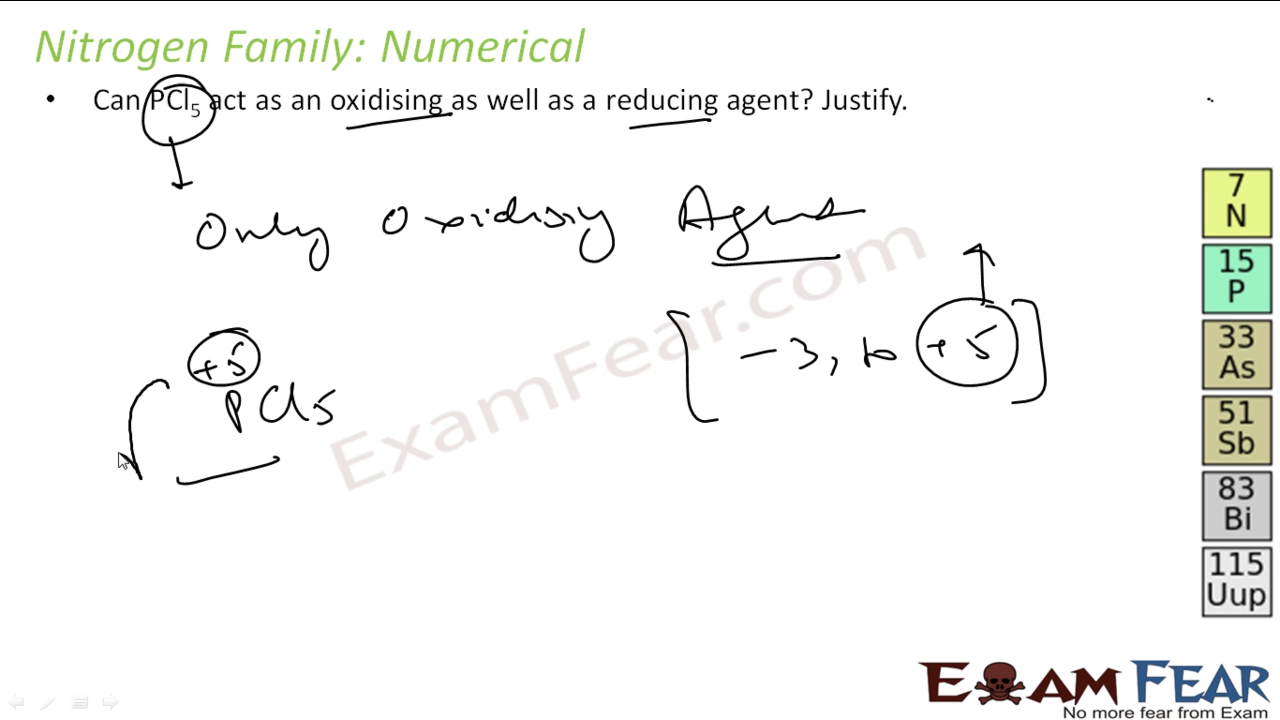 Nitrogen Family: Numerical
• Can PCl₅ act as an oxidising as well as a reducing agent? Justify.
Only Oxidising Agent
+5
PCl5
[ -3, to +5 ]
ExamFear.com
7
N
15
P
33
As
51
Sb
83
Bi
115
Uup
EXAM FEAR
No more fear from Exam